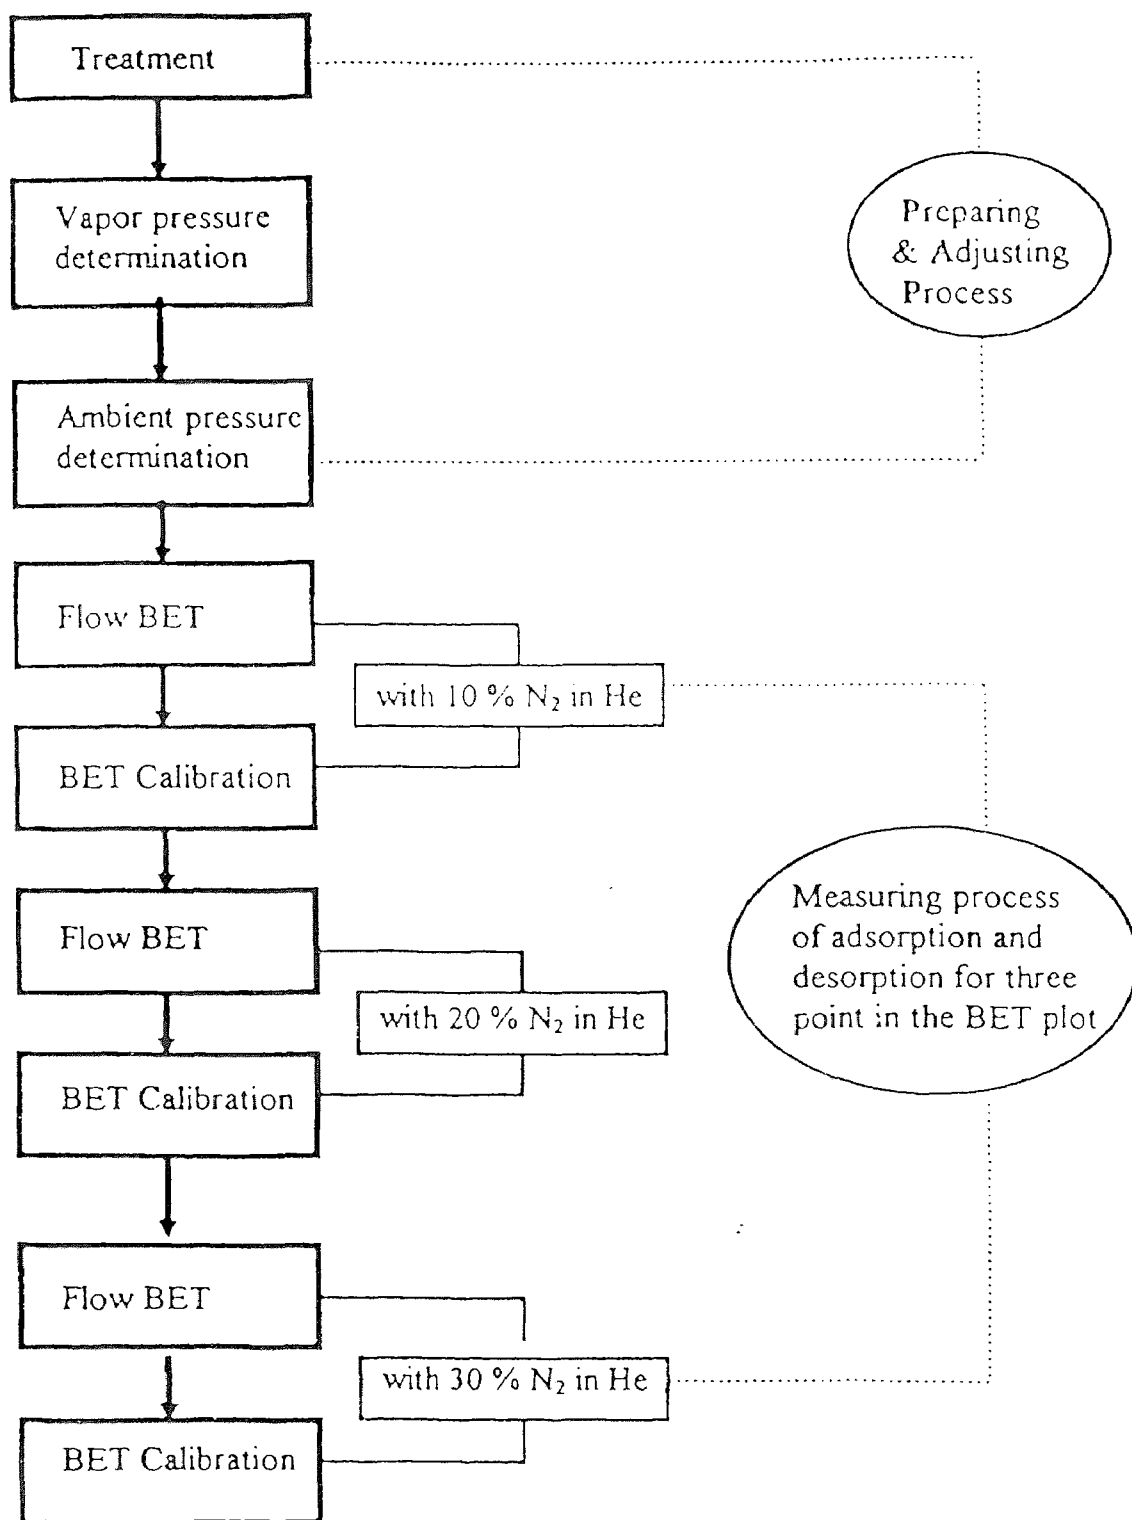 Treatment
Vapor pressure
determination
Preparing
& Adjusting
Process
Ambient pressure
determination
Flow BET
with 10 % N₂ in He
BET Calibration
Flow BET
with 20 % N₂ in He
BET Calibration
Measuring process
of adsorption and
desorption for three
point in the BET plot
Flow BET
with 30 % N₂ in He
BET Calibration